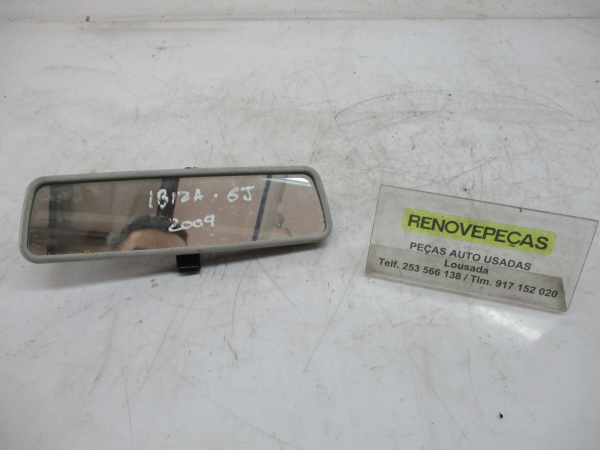 IBIZA. 6J
2009
RENOVEPEÇAS
PEÇAS AUTO USADAS
Lousada
Telf. 253 566 138 / Tlm. 917 152 020